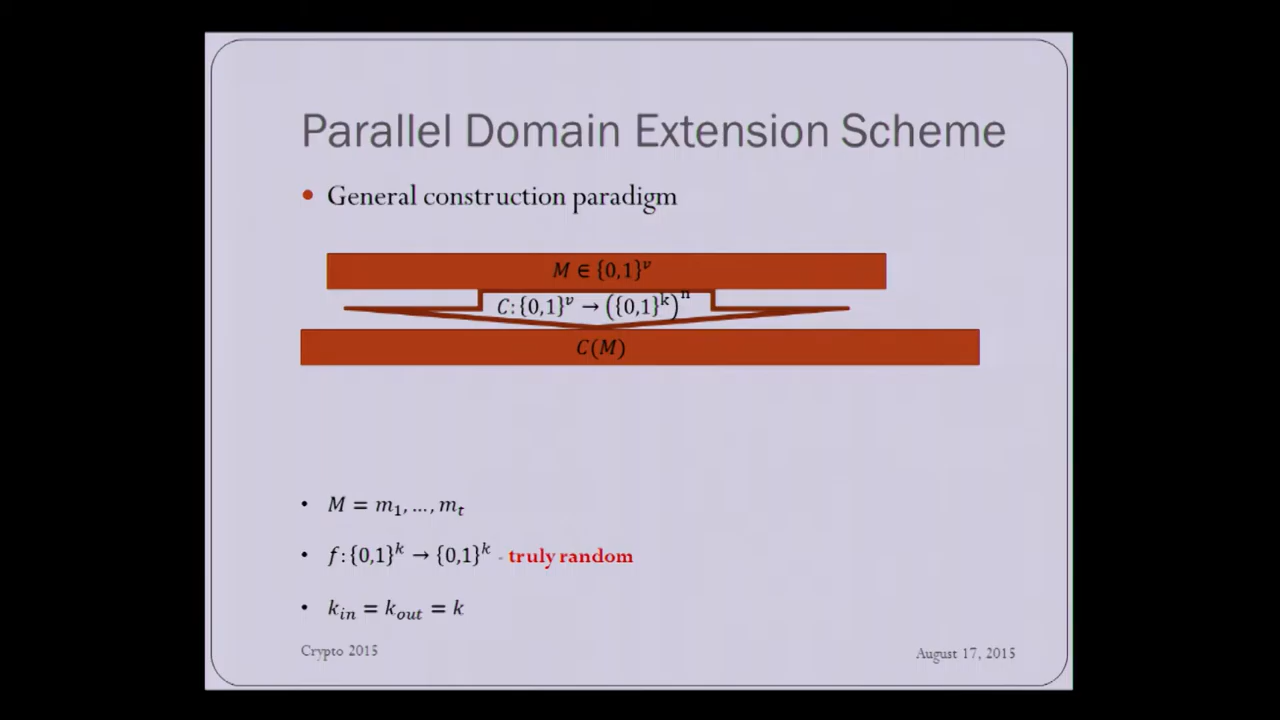 Parallel Domain Extension Scheme
• General construction paradigm
M ∈ {0,1}^v
C: {0,1}^v → ({0,1}^k)^n
C(M)
• M = m_1, … , m_t
• f: {0,1}^k → {0,1}^k - truly random
• k_in = k_out = k
Crypto 2015
August 17, 2015